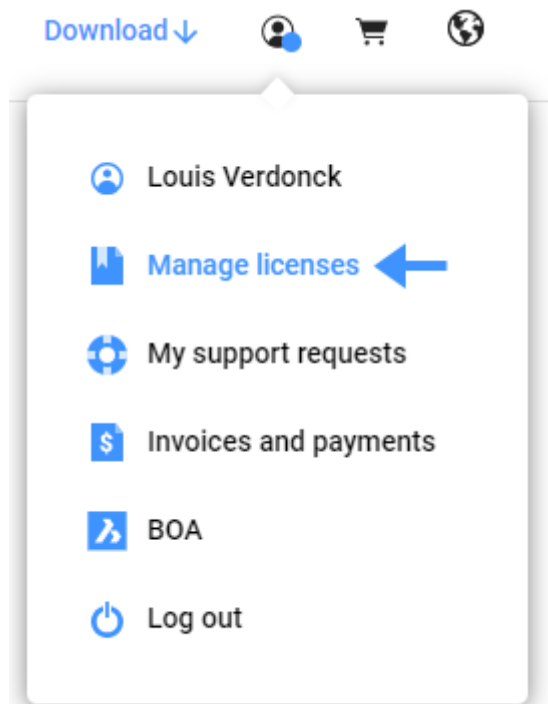 Download
Louis Verdonck
Manage licenses
My support requests
$
Invoices and payments
BOA
Log out